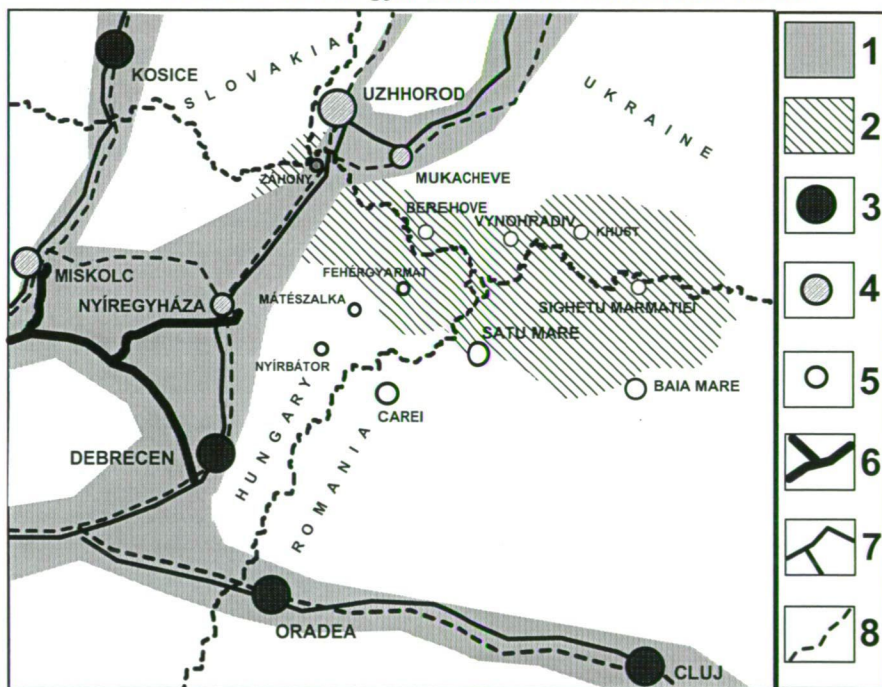 KOSICE
SLOVAKIA
UZHHOROD
UKRAINE
ZÁHONY
MUKACHEVE
BEREHOVE
VYNOHRADIV
KHUST
MISKOLC
FEHÉRGYARMAT
NYÍREGYHÁZA
MÁTÉSZALKA
SIGHETU MARMATIEI
SATU MARE
NYÍRBÁTOR
BAIA MARE
CAREI
HUNGARY
ROMANIA
DEBRECEN
ORADEA
CLUJ
1
2
3
4
5
6
7
8